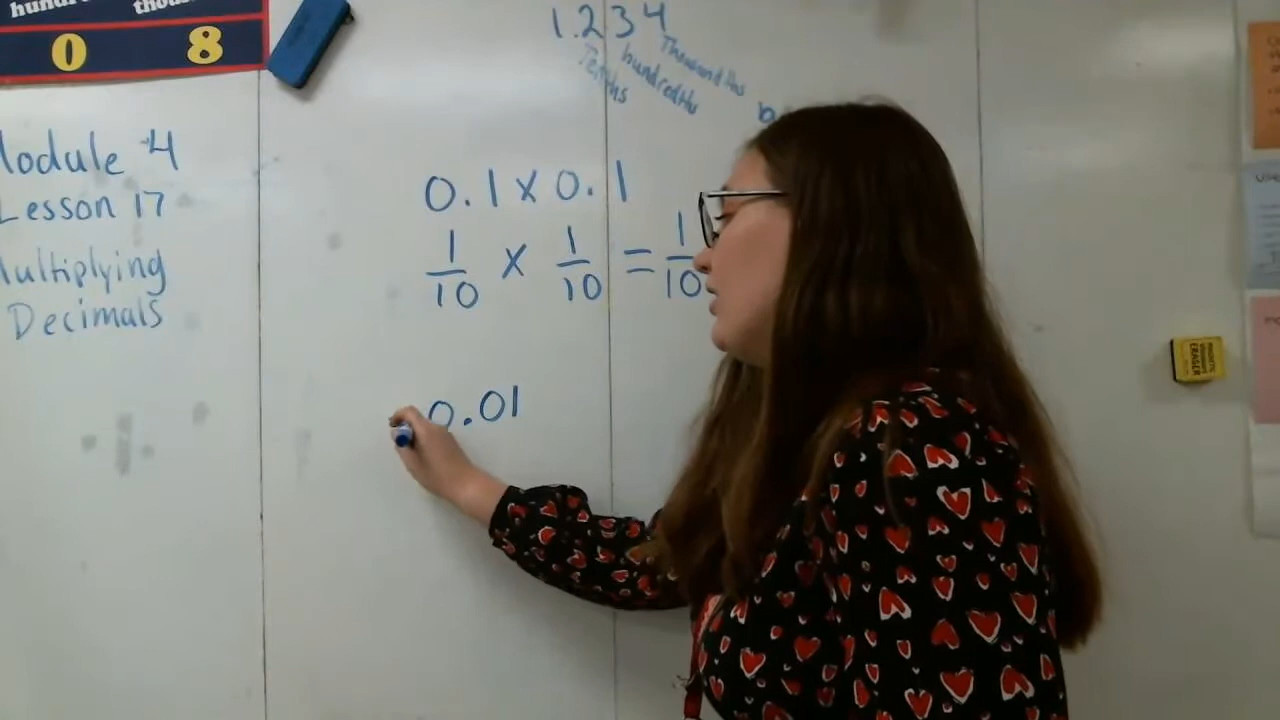 0 8
1.234
Tenths
hundredths
Thousandths
Module 4
Lesson 17
Multiplying
Decimals
0.1 x 0.1
1/10 x 1/10 = 1/10
0.01
ERASER